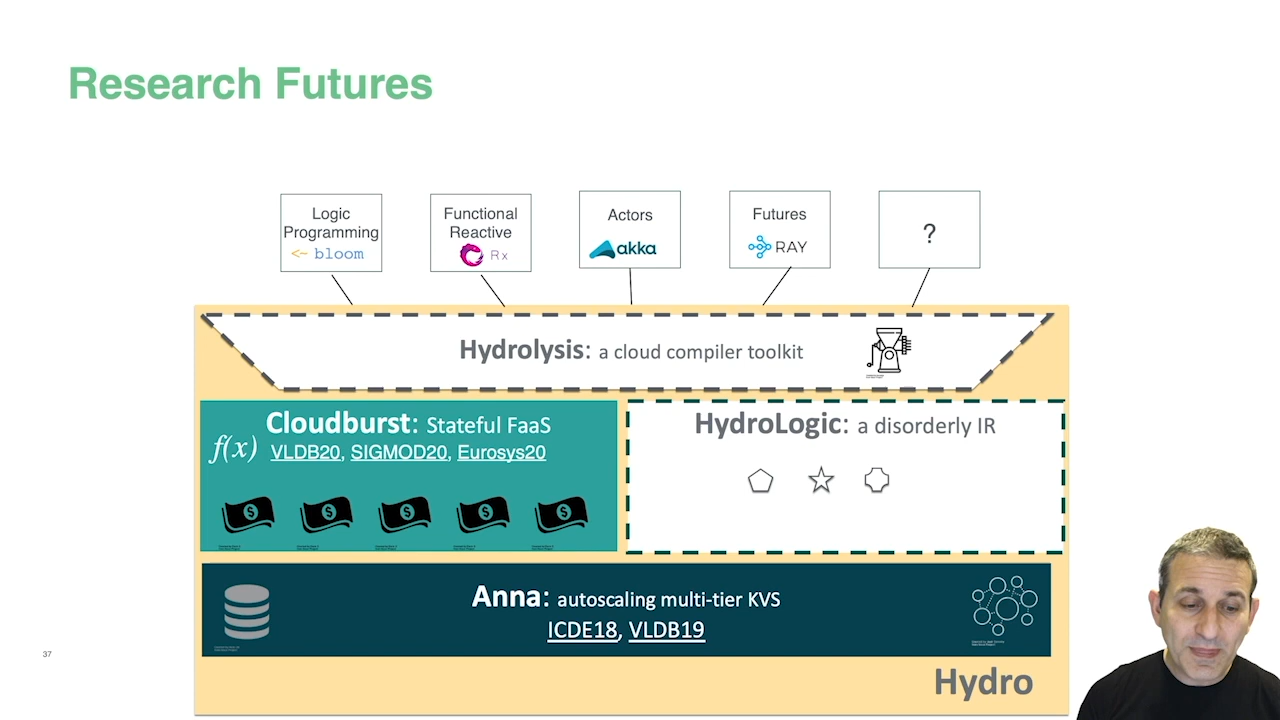 Research Futures
Logic
Programming
<~ bloom
Functional
Reactive
Rx
Actors
akka
Futures
RAY
?
Hydrolysis: a cloud compiler toolkit
Cloudburst: Stateful FaaS
f(x) VLDB20, SIGMOD20, Eurosys20
HydroLogic: a disorderly IR
Anna: autoscaling multi-tier KVS
ICDE18, VLDB19
37
Hydro